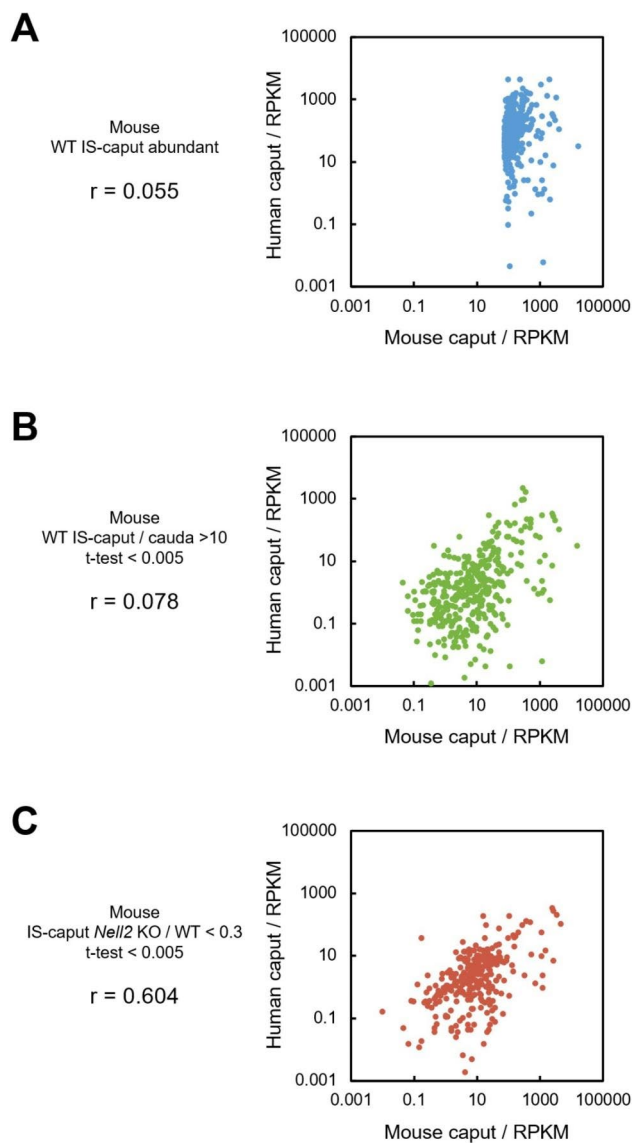 A
Mouse
WT IS-caput abundant
r = 0.055
Human caput / RPKM
100000
1000
10
0.1
0.001
0.001 0.1 10 1000 100000
Mouse caput / RPKM
B
Mouse
WT IS-caput / cauda >10
t-test < 0.005
r = 0.078
Human caput / RPKM
100000
1000
10
0.1
0.001
0.001 0.1 10 1000 100000
Mouse caput / RPKM
C
Mouse
IS-caput Nell2 KO / WT < 0.3
t-test < 0.005
r = 0.604
Human caput / RPKM
100000
1000
10
0.1
0.001
0.001 0.1 10 1000 100000
Mouse caput / RPKM